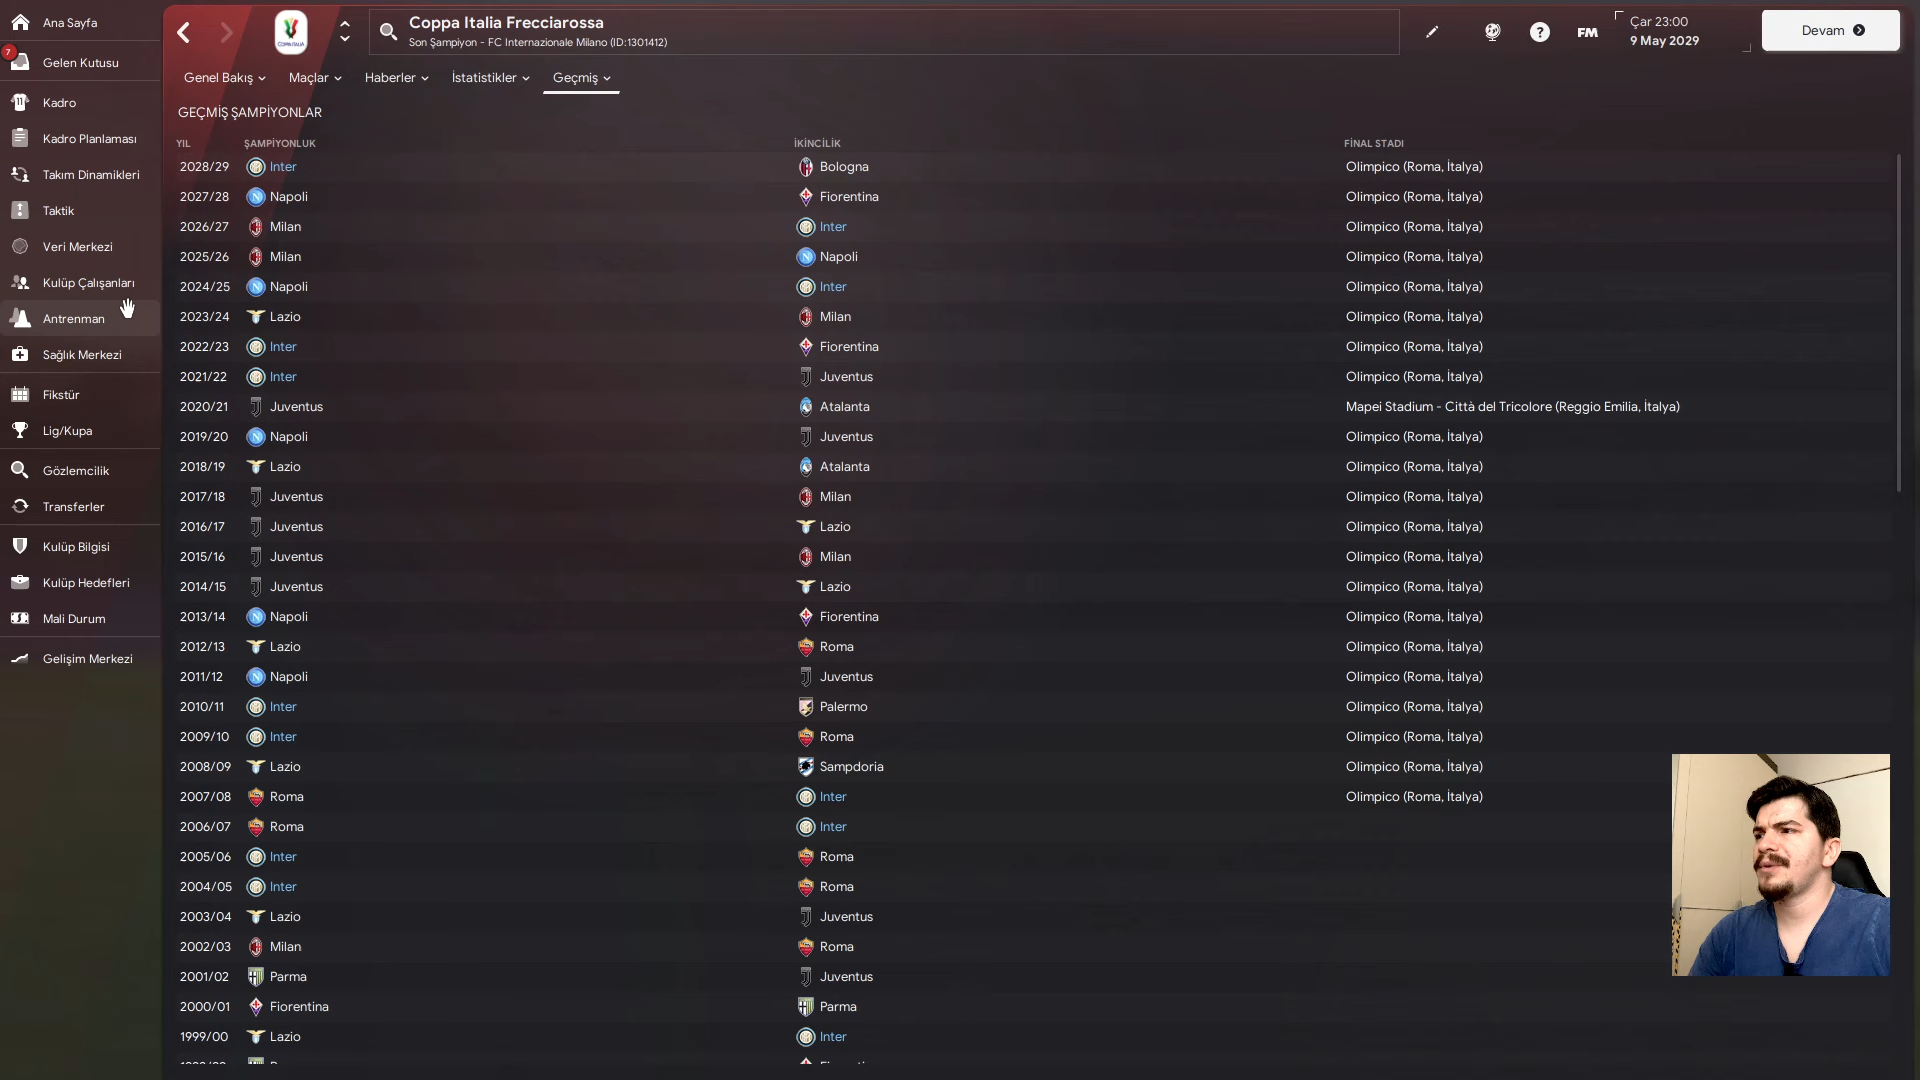 Ana Sayfa
7
Gelen Kutusu
Kadro
Kadro Planlaması
Takım Dinamikleri
Taktik
Veri Merkezi
Kulüp Çalışanları
Antrenman
Sağlık Merkezi
Fikstür
Lig/Kupa
Gözlemcilik
Transferler
Kulüp Bilgisi
Kulüp Hedefleri
Mali Durum
Gelişim Merkezi
Coppa Italia Frecciarossa
Son Şampiyon - FC Internazionale Milano (ID:1301412)
FM
Çar 23:00
9 May 2029
Devam
Genel Bakış Maçlar Haberler İstatistikler Geçmiş
GEÇMİŞ ŞAMPİYONLAR
YIL ŞAMPİYONLUK İKİNCİLİK FİNAL STADI
2028/29 Inter Bologna Olimpico (Roma, İtalya)
2027/28 Napoli Fiorentina Olimpico (Roma, İtalya)
2026/27 Milan Inter Olimpico (Roma, İtalya)
2025/26 Milan Napoli Olimpico (Roma, İtalya)
2024/25 Napoli Inter Olimpico (Roma, İtalya)
2023/24 Lazio Milan Olimpico (Roma, İtalya)
2022/23 Inter Fiorentina Olimpico (Roma, İtalya)
2021/22 Inter Juventus Olimpico (Roma, İtalya)
2020/21 Juventus Atalanta Mapei Stadium - Città del Tricolore (Reggio Emilia, İtalya)
2019/20 Napoli Juventus Olimpico (Roma, İtalya)
2018/19 Lazio Atalanta Olimpico (Roma, İtalya)
2017/18 Juventus Milan Olimpico (Roma, İtalya)
2016/17 Juventus Lazio Olimpico (Roma, İtalya)
2015/16 Juventus Milan Olimpico (Roma, İtalya)
2014/15 Juventus Lazio Olimpico (Roma, İtalya)
2013/14 Napoli Fiorentina Olimpico (Roma, İtalya)
2012/13 Lazio Roma Olimpico (Roma, İtalya)
2011/12 Napoli Juventus Olimpico (Roma, İtalya)
2010/11 Inter Palermo Olimpico (Roma, İtalya)
2009/10 Inter Roma Olimpico (Roma, İtalya)
2008/09 Lazio Sampdoria Olimpico (Roma, İtalya)
2007/08 Roma Inter Olimpico (Roma, İtalya)
2006/07 Roma Inter
2005/06 Inter Roma
2004/05 Inter Roma
2003/04 Lazio Juventus
2002/03 Milan Roma
2001/02 Parma Juventus
2000/01 Fiorentina Parma
1999/00 Lazio Inter